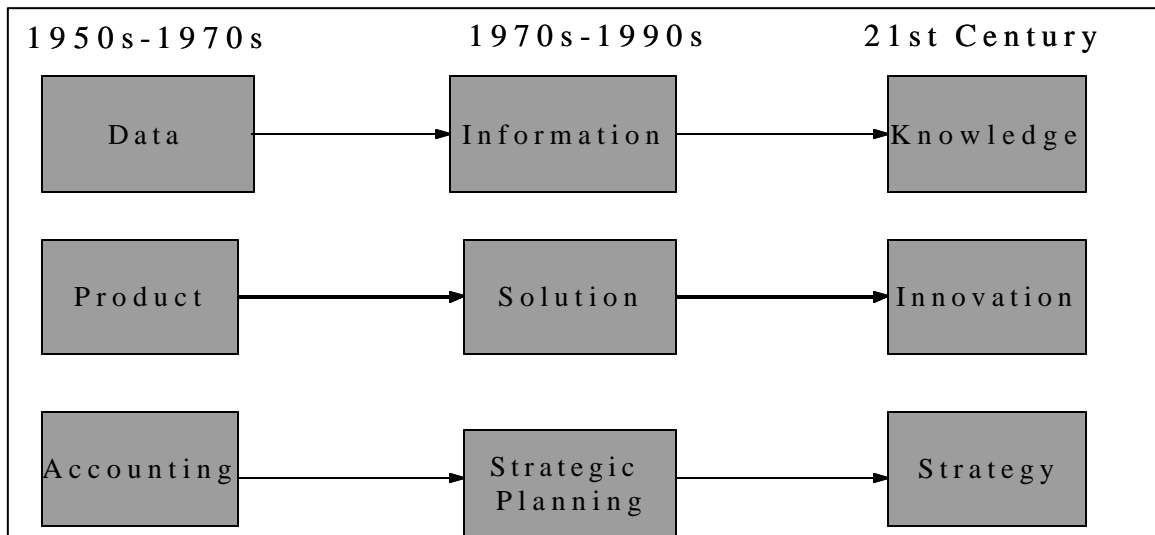 1950s-1970s
1970s-1990s
21st Century
Data
Information
Knowledge
Product
Solution
Innovation
Accounting
Strategic
Planning
Strategy